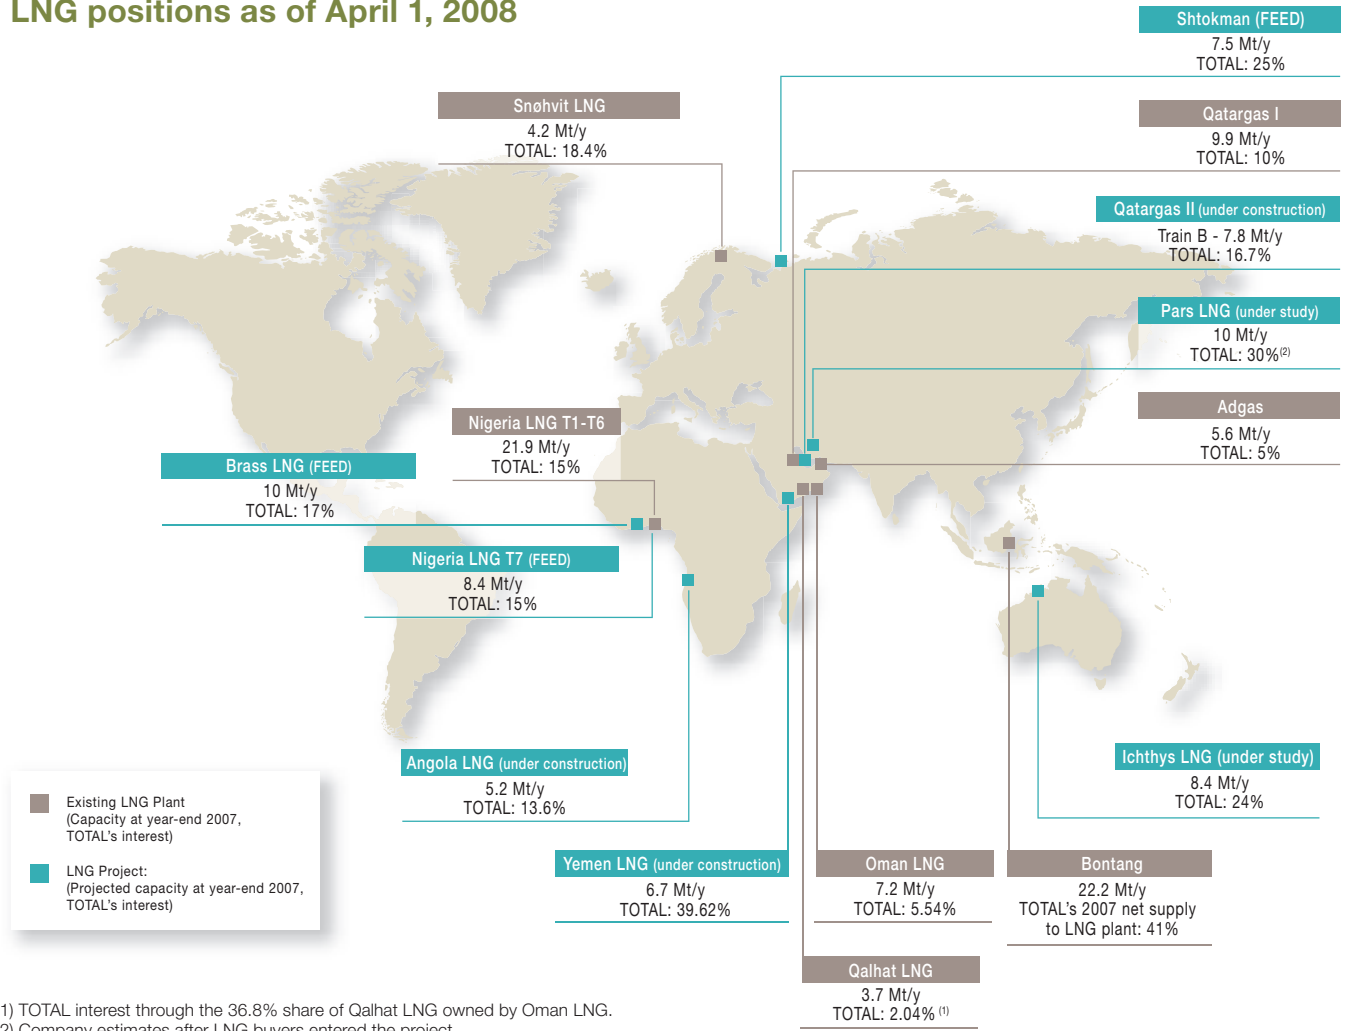 LNG positions as of April 1, 2008
Shtokman (FEED)
7.5 Mt/y
TOTAL: 25%
Snøhvit LNG
4.2 Mt/y
TOTAL: 18.4%
Qatargas I
9.9 Mt/y
TOTAL: 10%
Qatargas II (under construction)
Train B - 7.8 Mt/y
TOTAL: 16.7%
Pars LNG (under study)
10 Mt/y
TOTAL: 30%(2)
Adgas
5.6 Mt/y
TOTAL: 5%
Nigeria LNG T1-T6
21.9 Mt/y
TOTAL: 15%
Brass LNG (FEED)
10 Mt/y
TOTAL: 17%
Nigeria LNG T7 (FEED)
8.4 Mt/y
TOTAL: 15%
Angola LNG (under construction)
5.2 Mt/y
TOTAL: 13.6%
Ichthys LNG (under study)
8.4 Mt/y
TOTAL: 24%
Existing LNG Plant
(Capacity at year-end 2007,
TOTAL's interest)
LNG Project:
(Projected capacity at year-end 2007,
TOTAL's interest)
Yemen LNG (under construction)
6.7 Mt/y
TOTAL: 39.62%
Oman LNG
7.2 Mt/y
TOTAL: 5.54%
Bontang
22.2 Mt/y
TOTAL's 2007 net supply
to LNG plant: 41%
Qalhat LNG
3.7 Mt/y
TOTAL: 2.04% (1)
1) TOTAL interest through the 36.8% share of Qalhat LNG owned by Oman LNG.
2) Company estimates after LNG buyers entered the project